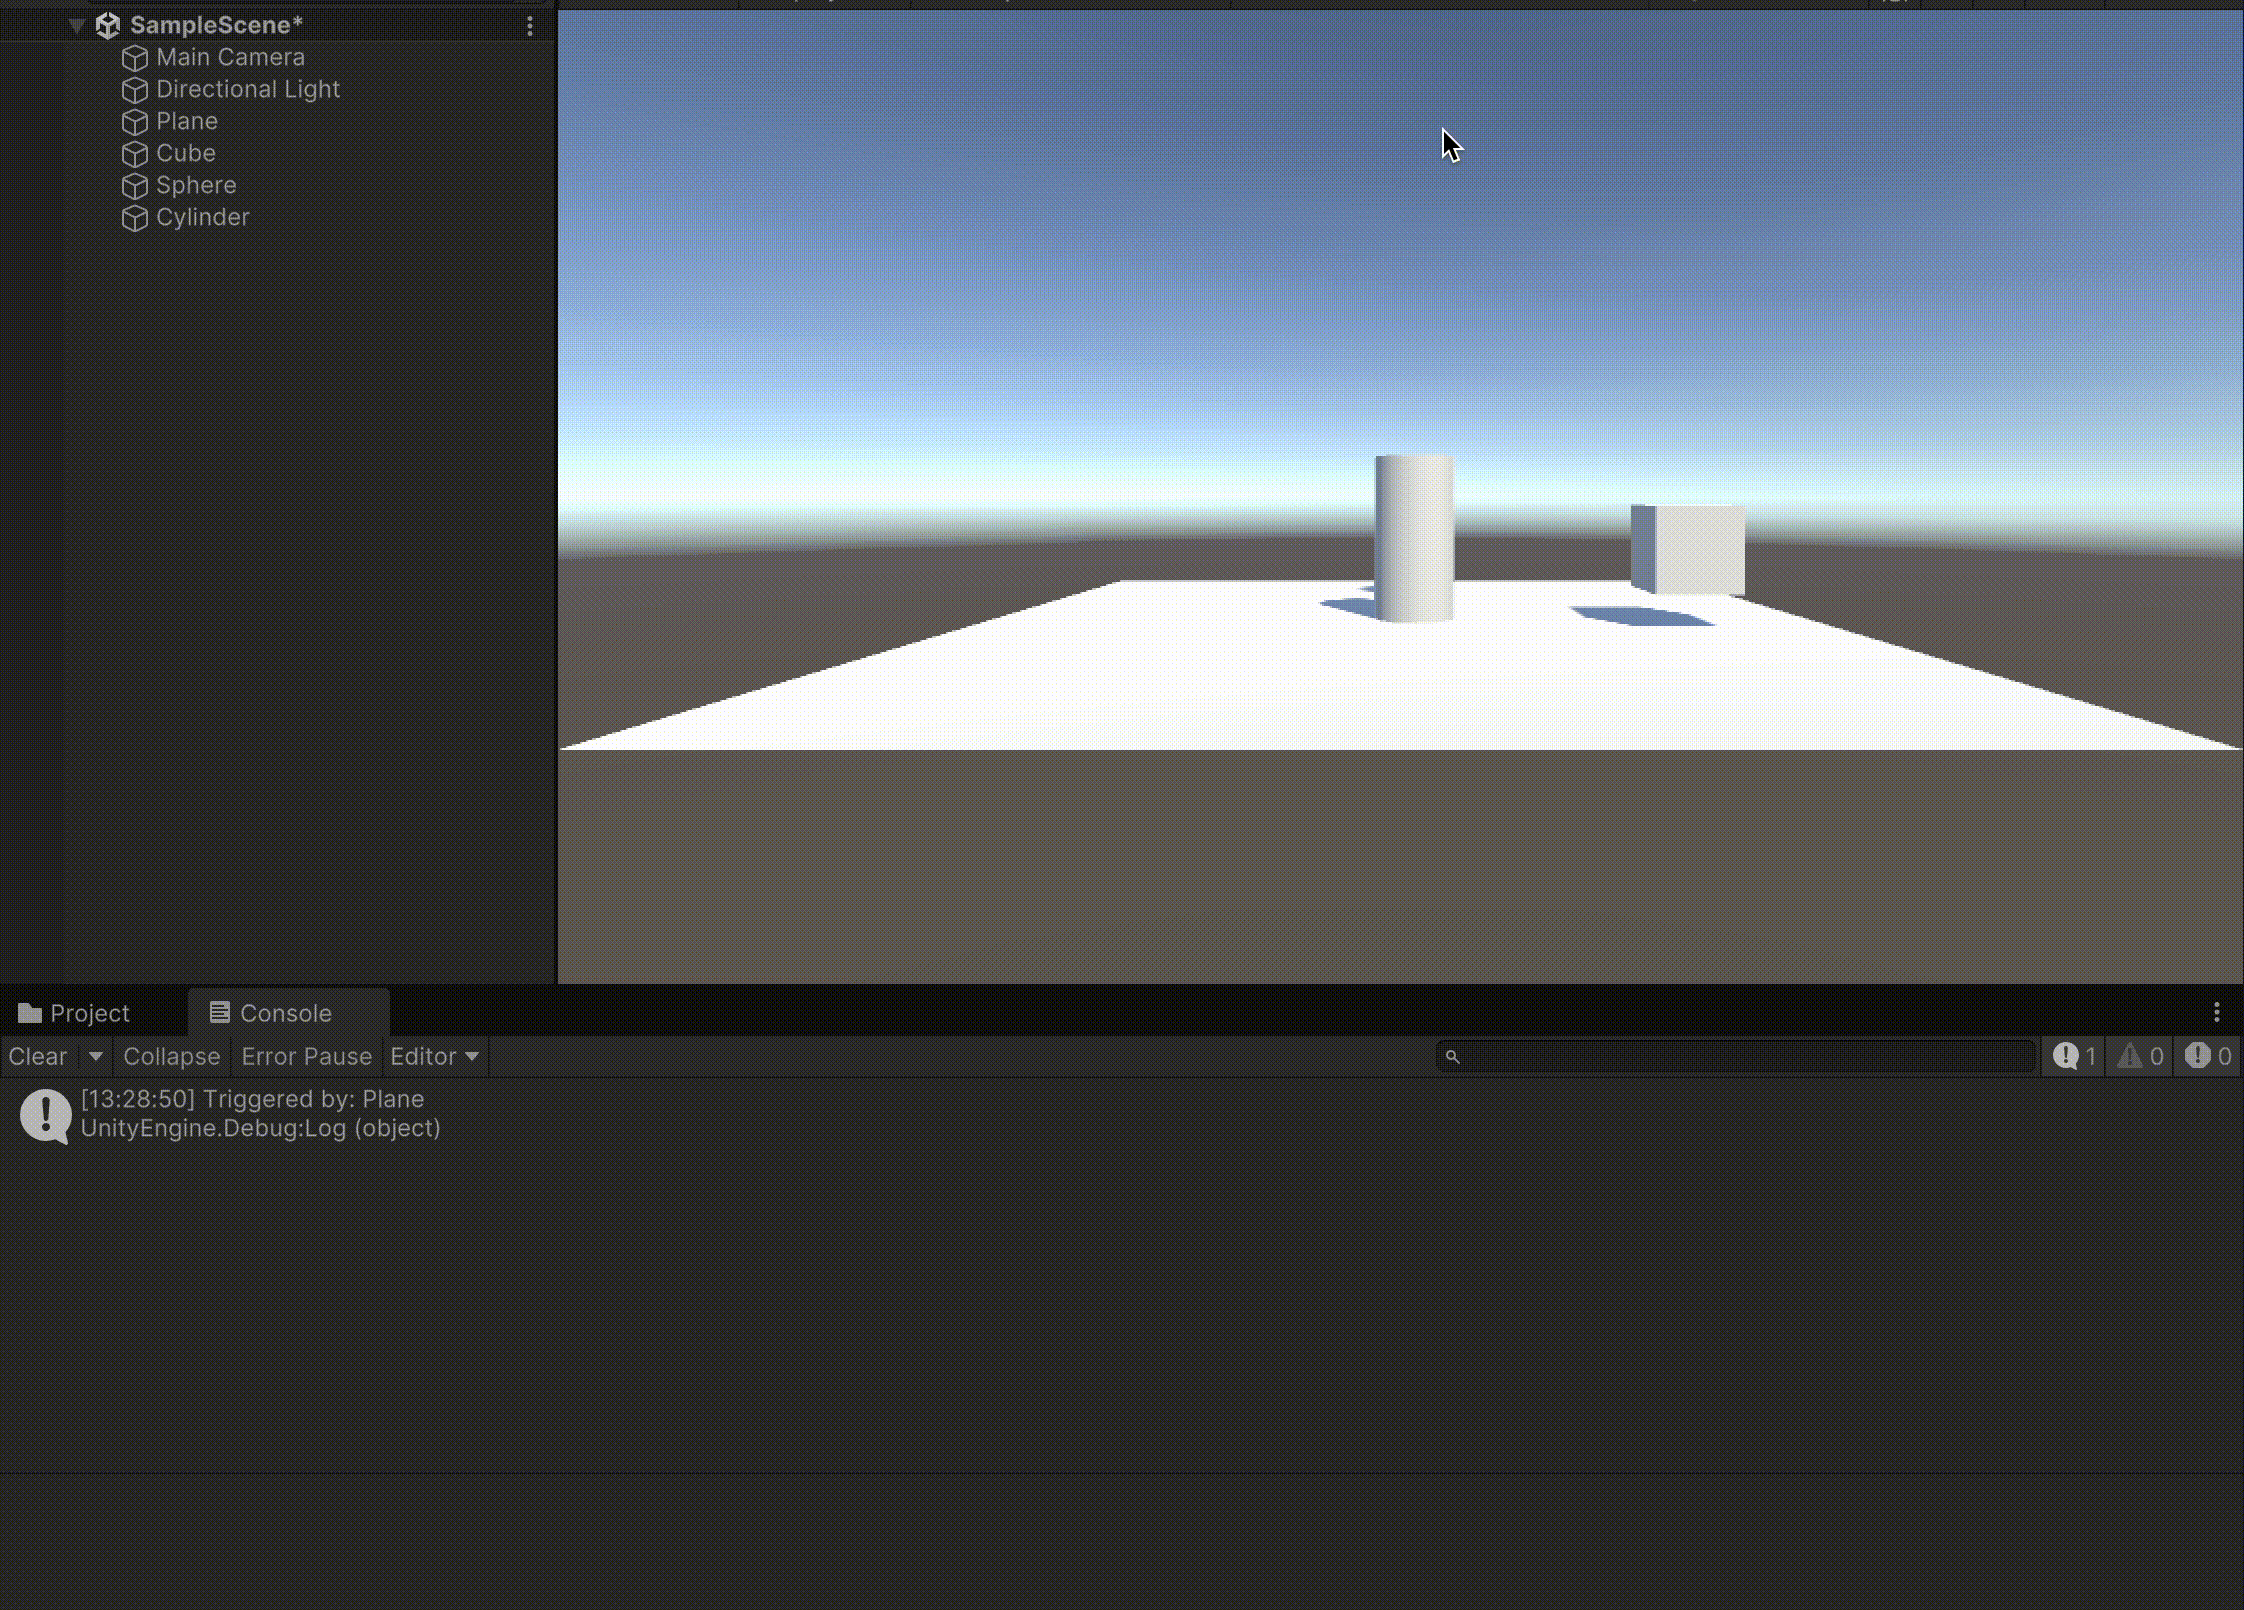 SampleScene*
Main Camera
Directional Light
Plane
Cube
Sphere
Cylinder
Project
Console
Clear
Collapse
Error Pause
Editor
1
0
0
[13:28:50] Triggered by: Plane
UnityEngine.Debug:Log (object)